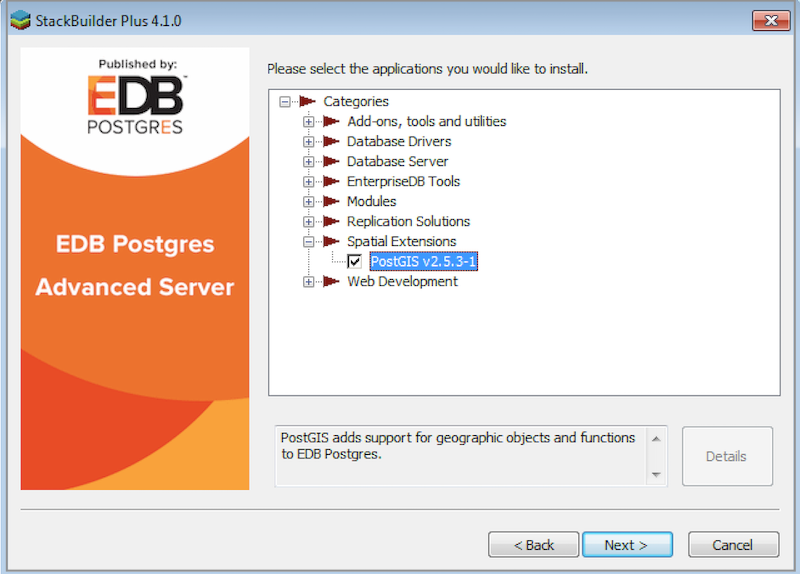 StackBuilder Plus 4.1.0
Published by:
EDB™
POSTGRES
EDB Postgres
Advanced Server
Please select the applications you would like to install.
Categories
Add-ons, tools and utilities
Database Drivers
Database Server
EnterpriseDB Tools
Modules
Replication Solutions
Spatial Extensions
PostGIS v2.5.3-1
Web Development
PostGIS adds support for geographic objects and functions
to EDB Postgres.
Details
< Back
Next >
Cancel